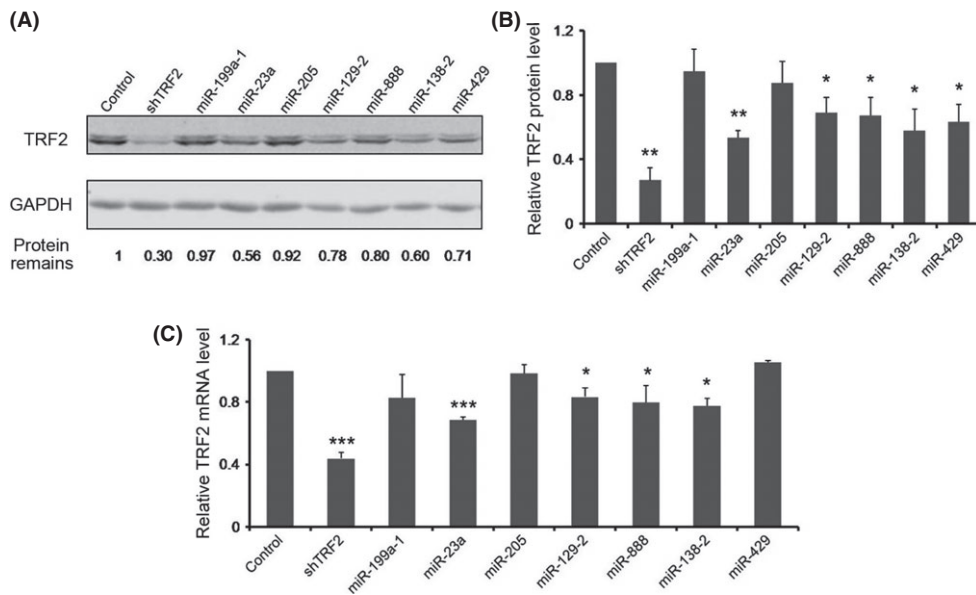 (A)
Control shTRF2 miR-199a-1 miR-23a miR-205 miR-129-2 miR-888 miR-138-2 miR-429
TRF2
GAPDH
Protein
remains 1 0.30 0.97 0.56 0.92 0.78 0.80 0.60 0.71
(B)
Relative TRF2 protein level
1.2
0.8
0.4
0
** ** * * * *
Control shTRF2 miR-199a-1 miR-23a miR-205 miR-129-2 miR-888 miR-138-2 miR-429
(C)
Relative TRF2 mRNA level
1.2
0.8
0.4
0
*** *** * * *
Control shTRF2 miR-199a-1 miR-23a miR-205 miR-129-2 miR-888 miR-138-2 miR-429